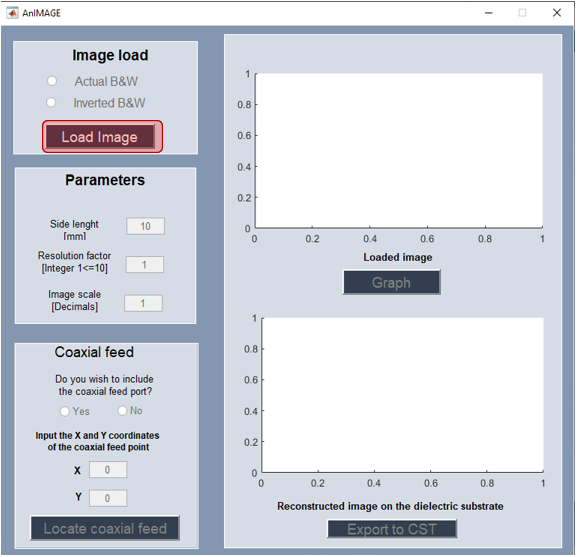 AnIMAGE
Image load
Actual B&W
Inverted B&W
Load Image
Parameters
Side lenght
[mm]
10
Resolution factor
[Integer 1<=10]
1
Image scale
[Decimals]
1
Coaxial feed
Do you wish to include
the coaxial feed port?
Yes No
Input the X and Y coordinates
of the coaxial feed point
X 0
Y 0
Locate coaxial feed
1
0.8
0.6
0.4
0.2
0
0 0.2 0.4 0.6 0.8 1
Loaded image
Graph
1
0.8
0.6
0.4
0.2
0
0 0.2 0.4 0.6 0.8 1
Reconstructed image on the dielectric substrate
Export to CST